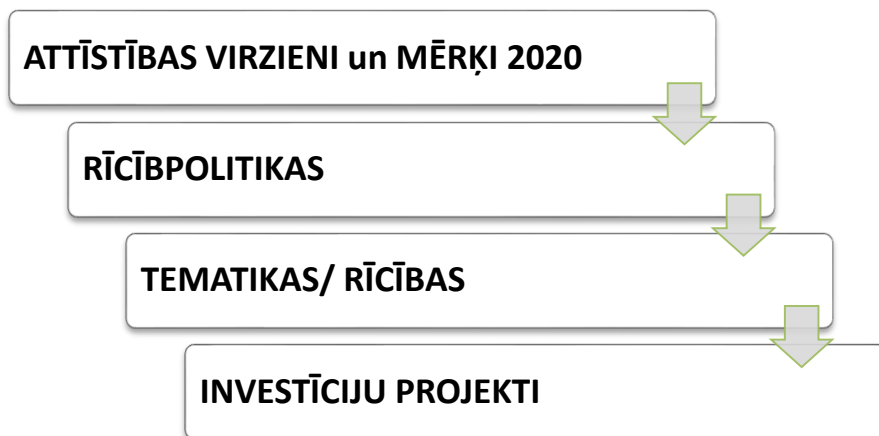 ATTĪSTĪBAS VIRZIENI un MĒRĶI 2020
RĪCĪBPOLITIKAS
TEMATIKAS/ RĪCĪBAS
INVESTĪCIJU PROJEKTI